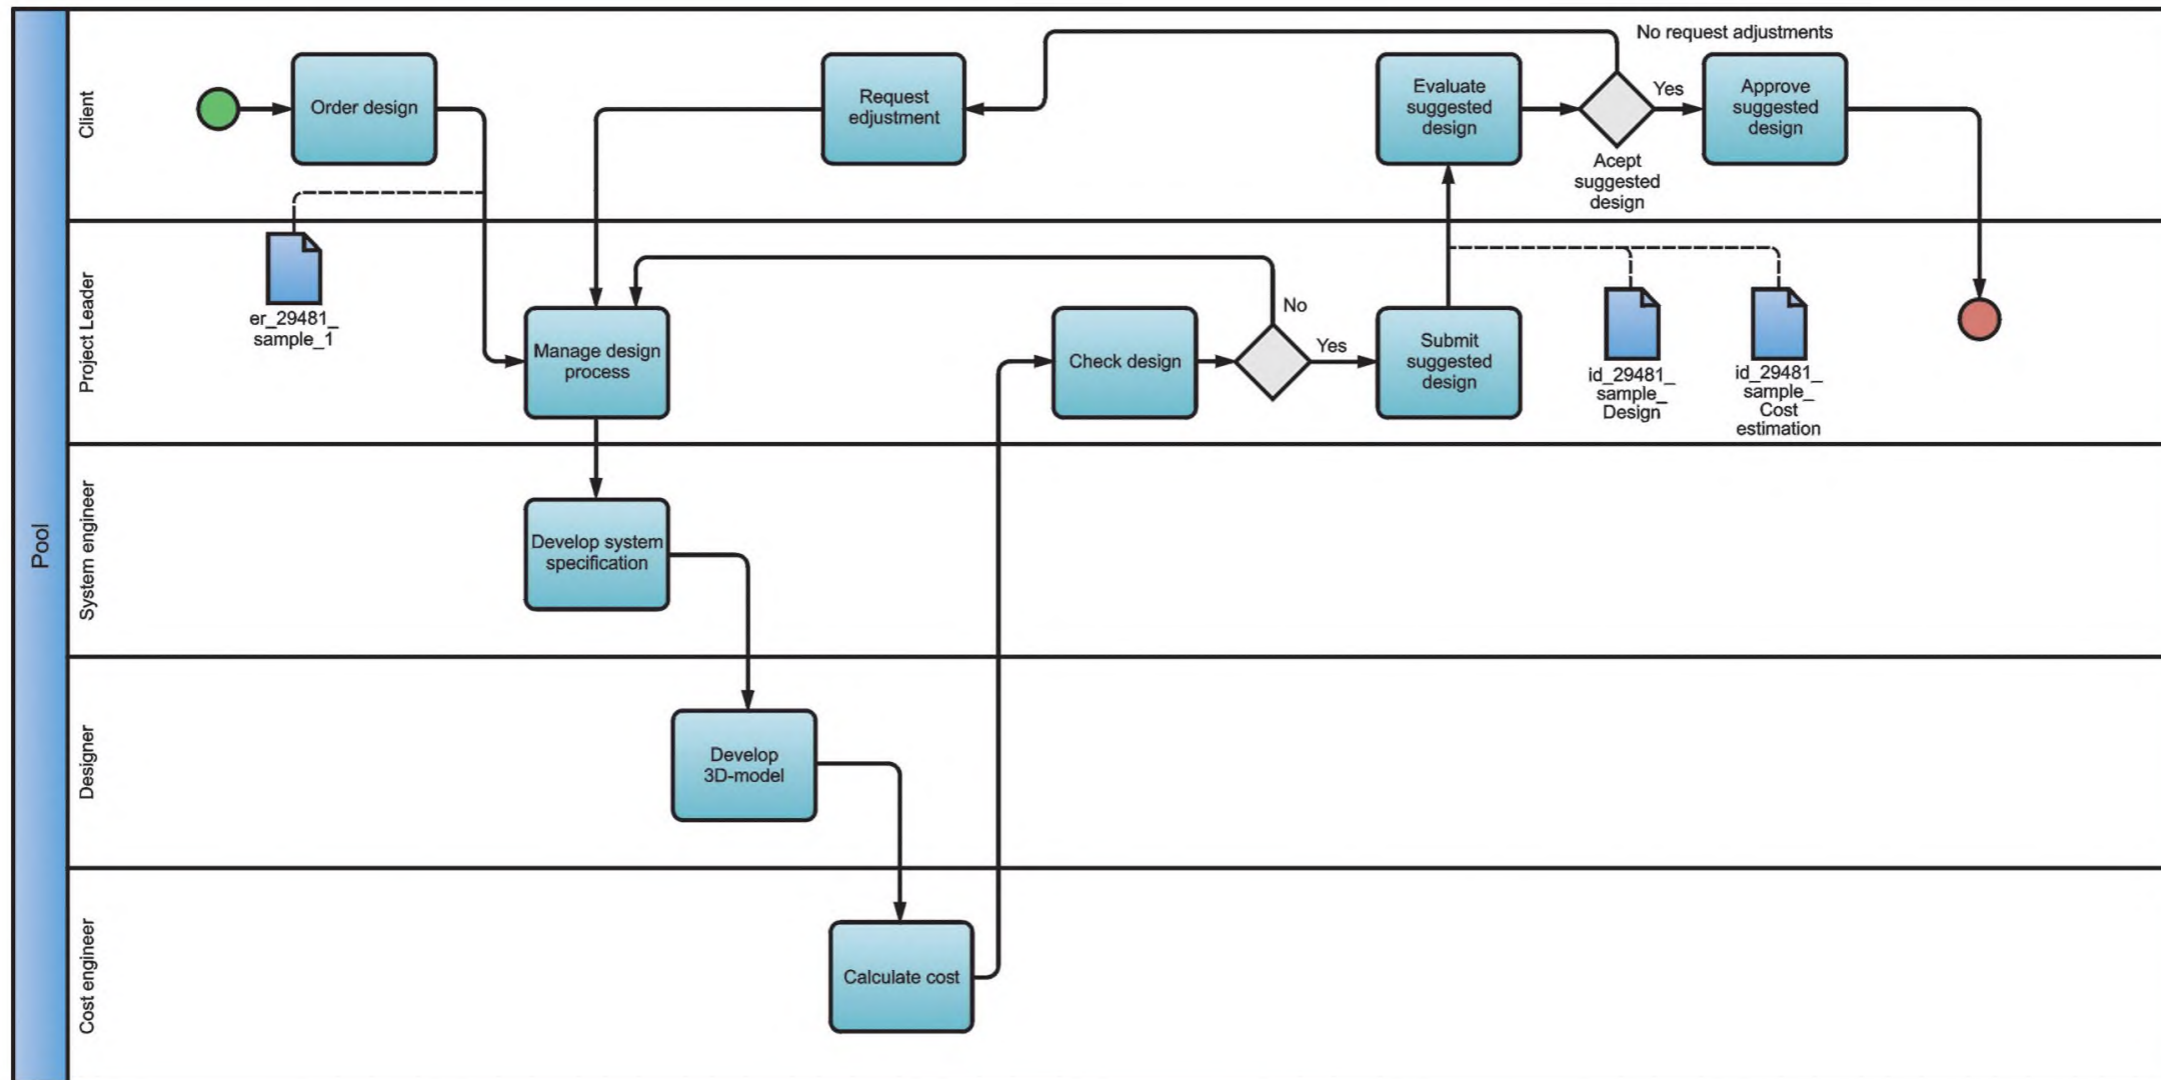 Pool
Client
Order design
Request
edjustment
Evaluate
suggested
design
No request adjustments
Yes
Acept
suggested
design
Approve
suggested
design
Project Leader
er_29481_
sample_1
Manage design
process
Check design
No
Yes
Submit
suggested
design
id_29481_
sample_
Design
id_29481_
sample_
Cost
estimation
System engineer
Develop system
specification
Designer
Develop
3D-model
Cost engineer
Calculate cost